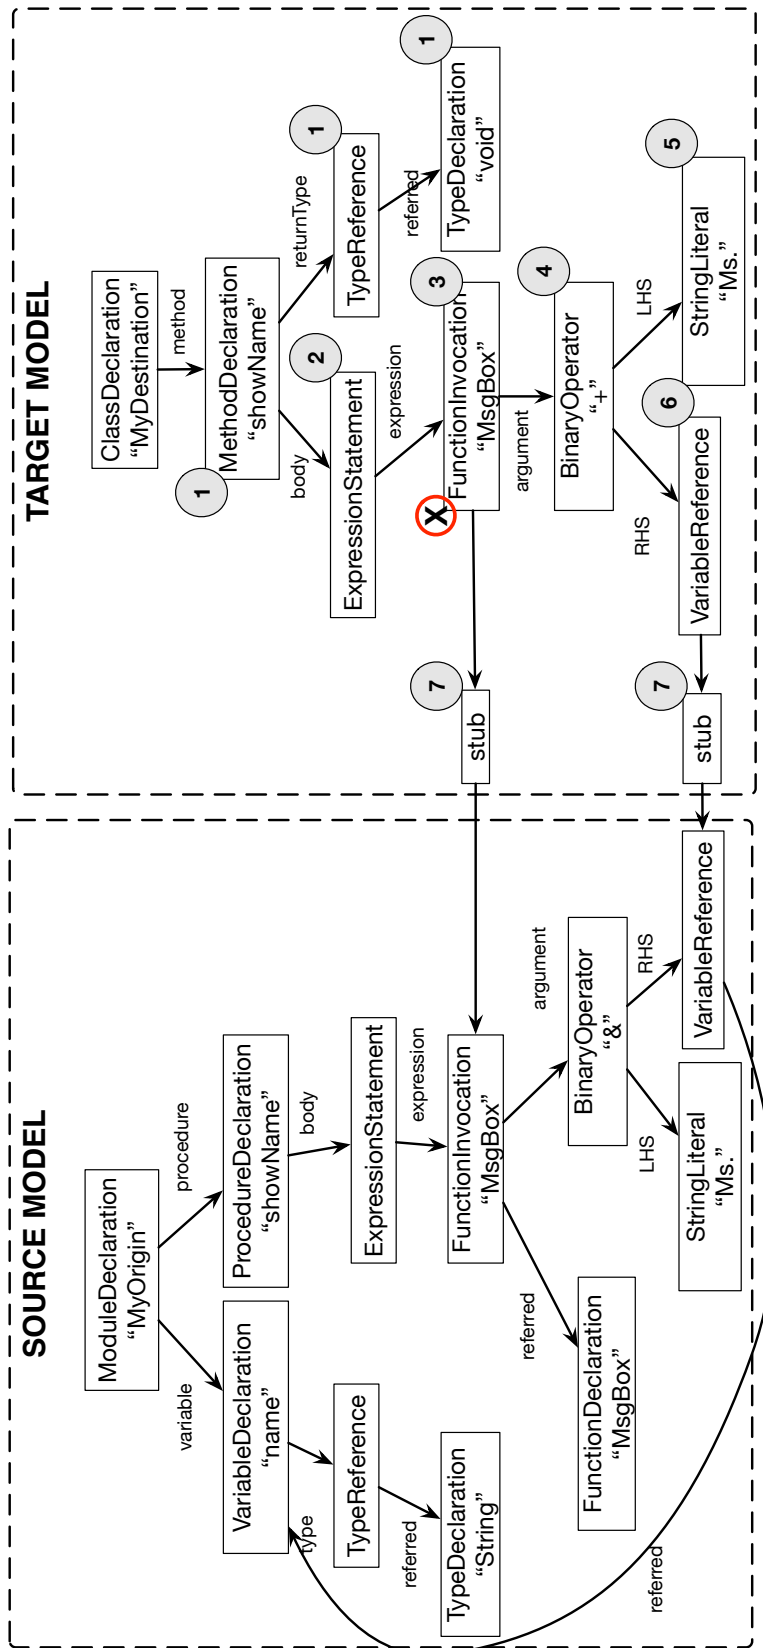 SOURCE MODEL
ModuleDeclaration
“MyOrigin”
variable
procedure
VariableDeclaration
“name”
ProcedureDeclaration
“showName”
type
body
TypeReference
ExpressionStatement
referred
expression
TypeDeclaration
“String”
FunctionInvocation
“MsgBox”
referred
argument
FunctionDeclaration
“MsgBox”
BinaryOperator
“&”
LHS
RHS
StringLiteral
“Ms.”
VariableReference
referred
TARGET MODEL
ClassDeclaration
“MyDestination”
method
1
MethodDeclaration
“showName”
body
returnType
2
ExpressionStatement
1
TypeReference
expression
referred
7
stub
X
3
FunctionInvocation
“MsgBox”
1
TypeDeclaration
“void”
argument
4
BinaryOperator
“+”
RHS
LHS
7
stub
6
VariableReference
5
StringLiteral
“Ms.”